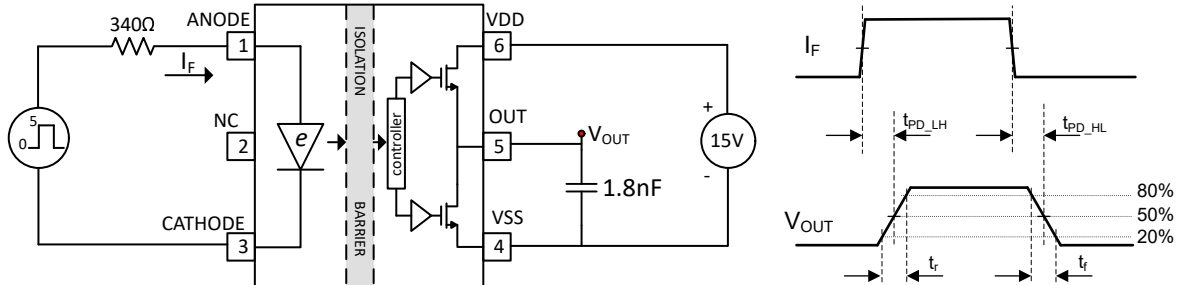 340Ω
I_F
5
0
ANODE
1
NC
2
CATHODE
3
e
ISOLATION
BARRIER
controller
VDD
6
OUT
5
VSS
4
V_OUT
1.8nF
+
15V
-
I_F
t_PD_LH
t_PD_HL
V_OUT
80%
50%
20%
t_r
t_f